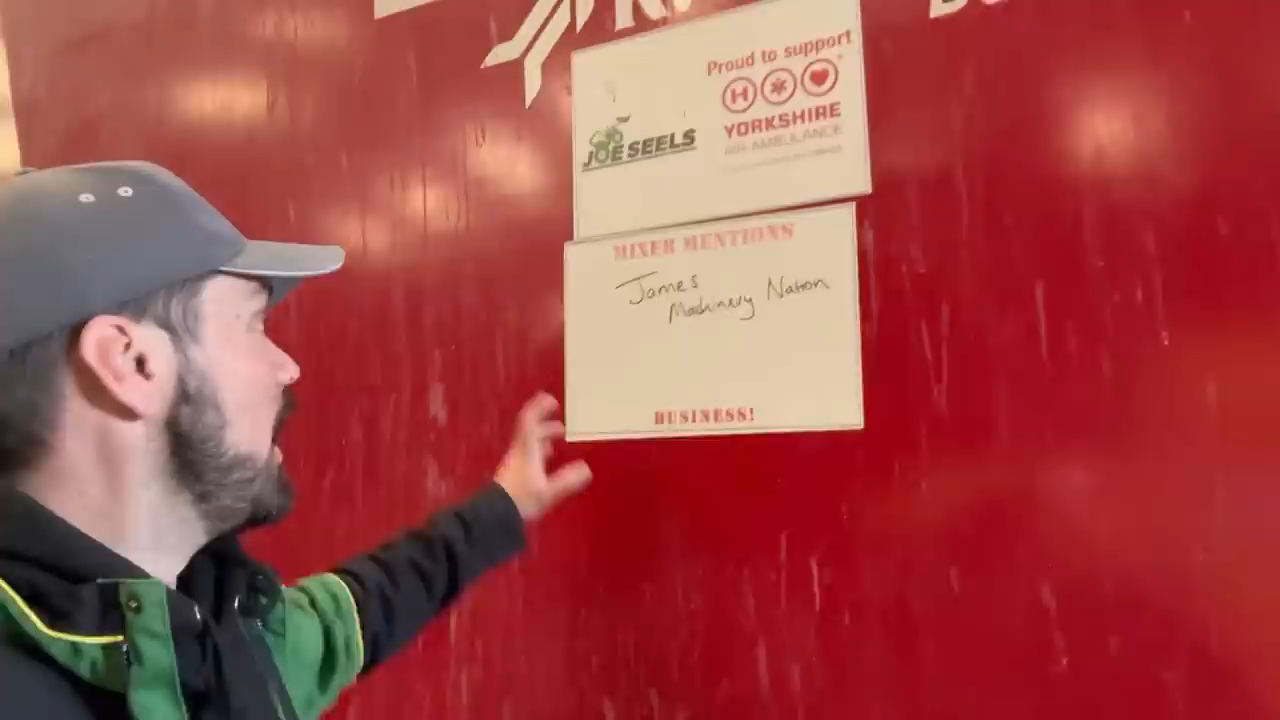 Proud to support
H
JOE SEELS
YORKSHIRE
AIR AMBULANCE
MIXER MENTIONS
James
Machinery Nation
BUSINESS!